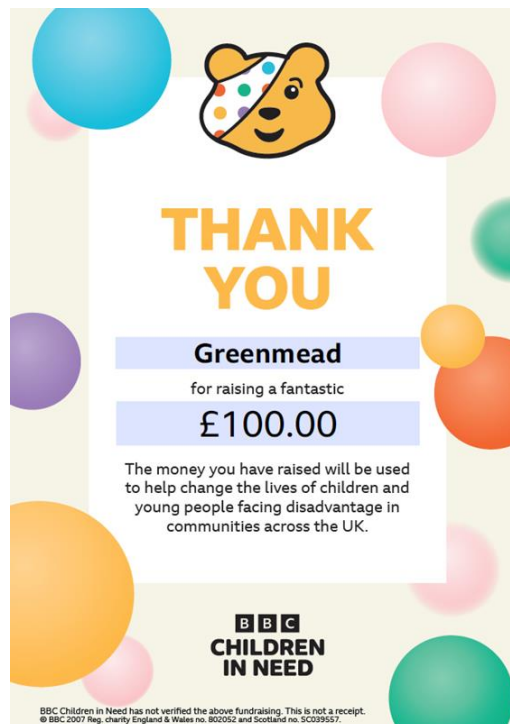 THANK
YOU
Greenmead
for raising a fantastic
£100.00
The money you have raised will be used
to help change the lives of children and
young people facing disadvantage in
communities across the UK.
BBC
CHILDREN
IN NEED
BBC Children in Need has not verified the above fundraising. This is not a receipt.
© BBC 2007 Reg. charity England & Wales no. 802052 and Scotland no. SC039557.